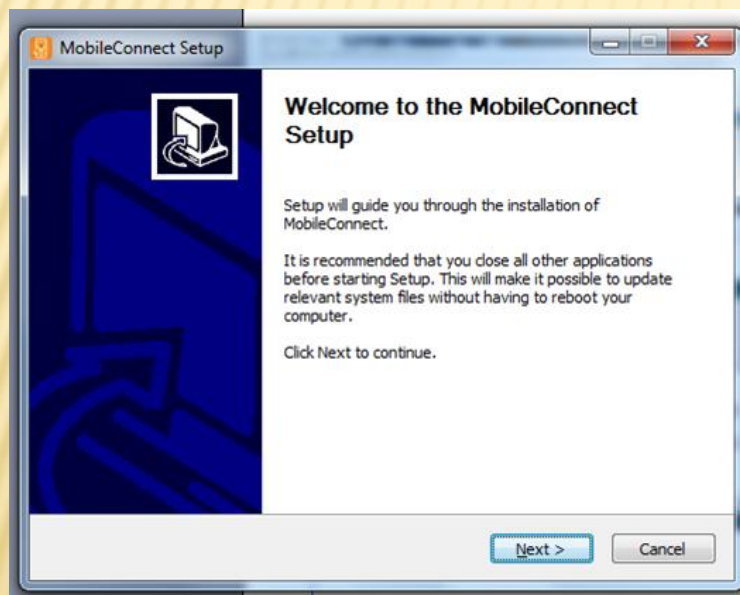 MobileConnect Setup
Welcome to the MobileConnect
Setup
Setup will guide you through the installation of
MobileConnect.
It is recommended that you close all other applications
before starting Setup. This will make it possible to update
relevant system files without having to reboot your
computer.
Click Next to continue.
Next >
Cancel